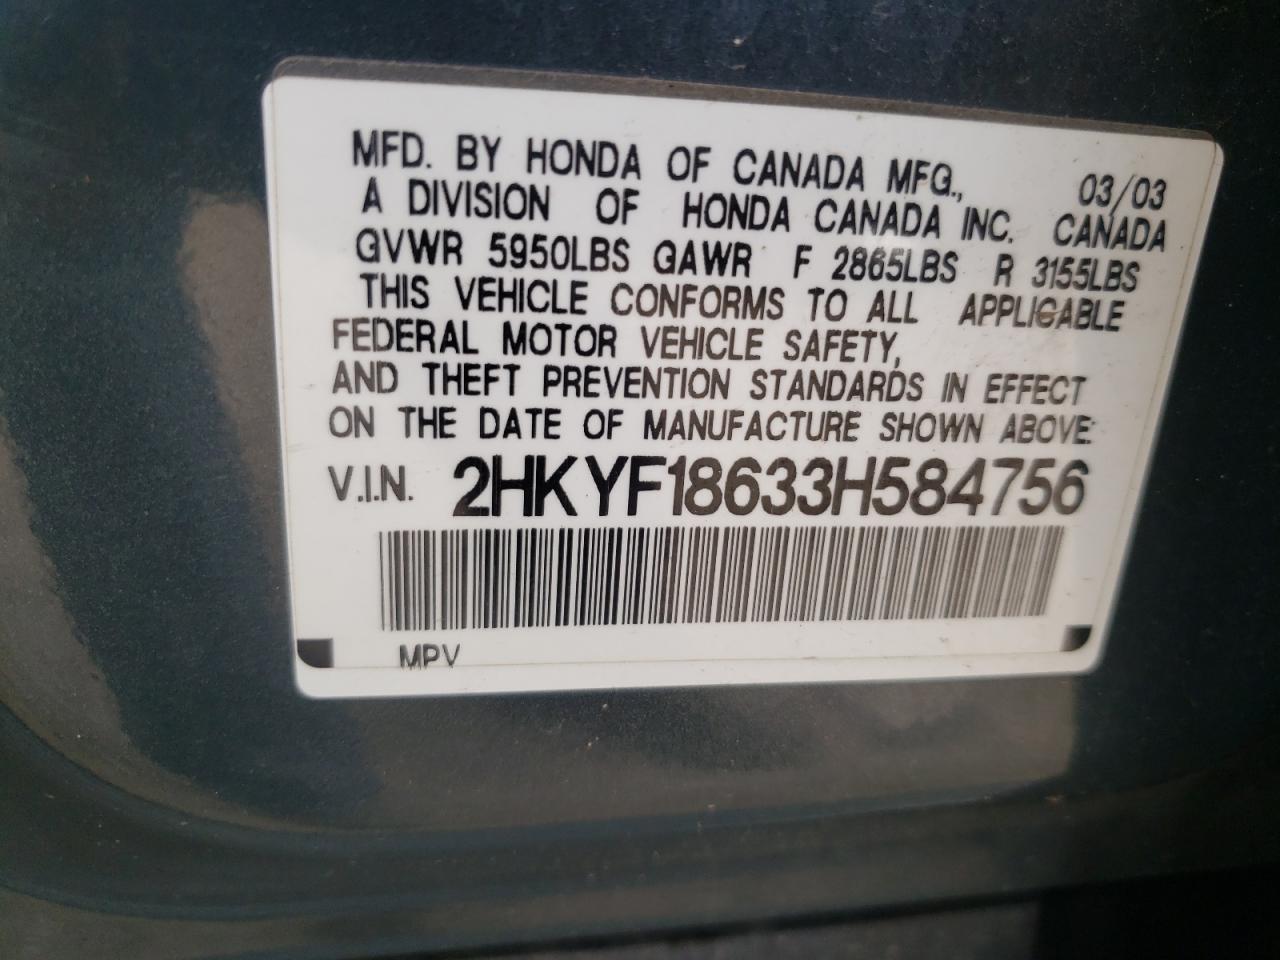 MFD. BY HONDA OF CANADA MFG., 03/03
A DIVISION OF HONDA CANADA INC. CANADA
GVWR 5950LBS GAWR F 2865LBS R 3155LBS
THIS VEHICLE CONFORMS TO ALL APPLICABLE
FEDERAL MOTOR VEHICLE SAFETY,
AND THEFT PREVENTION STANDARDS IN EFFECT
ON THE DATE OF MANUFACTURE SHOWN ABOVE:
V.I.N. 2HKYF18633H584756
MPV